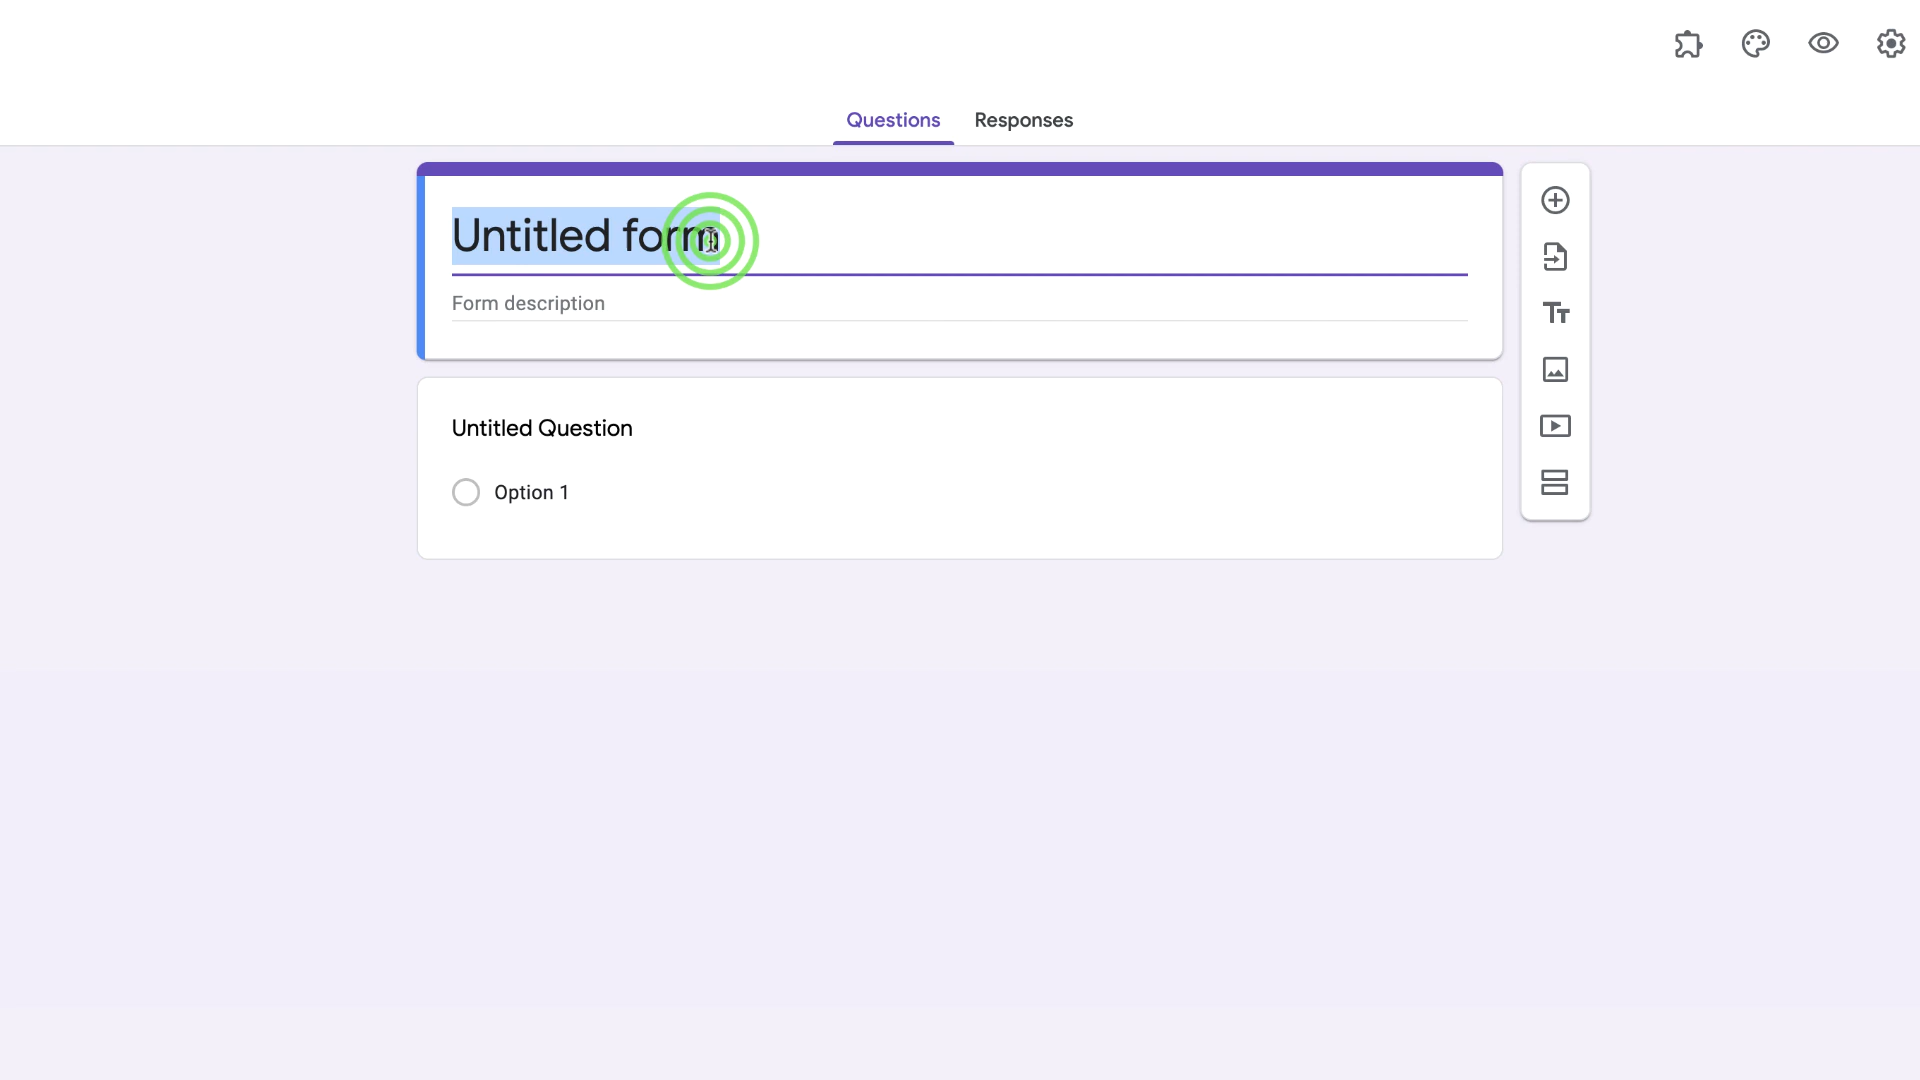 Questions Responses
Untitled form
Form description
Untitled Question
Option 1